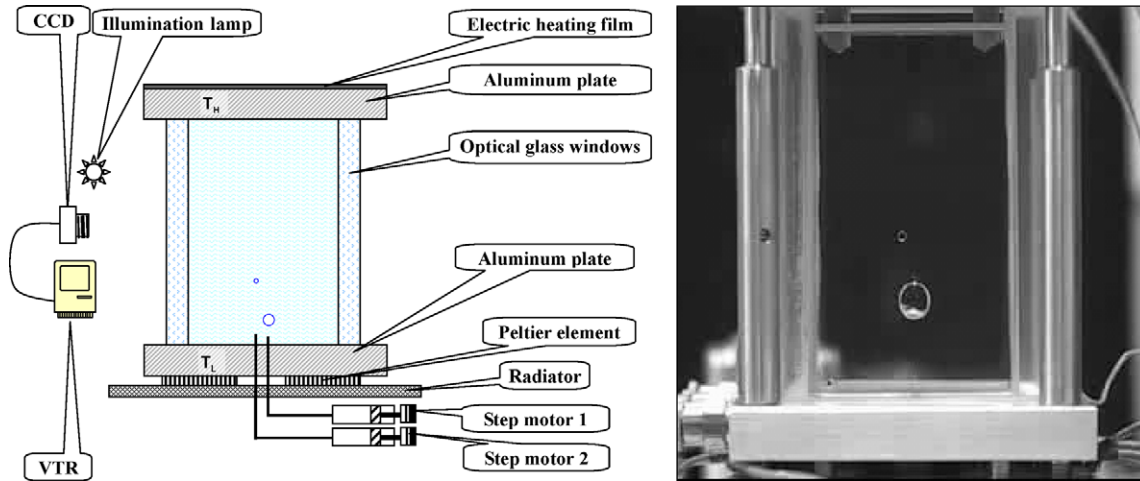 CCD
Illumination lamp
Electric heating film
Aluminum plate
T_H
Optical glass windows
Aluminum plate
Peltier element
T_L
Radiator
Step motor 1
Step motor 2
VTR